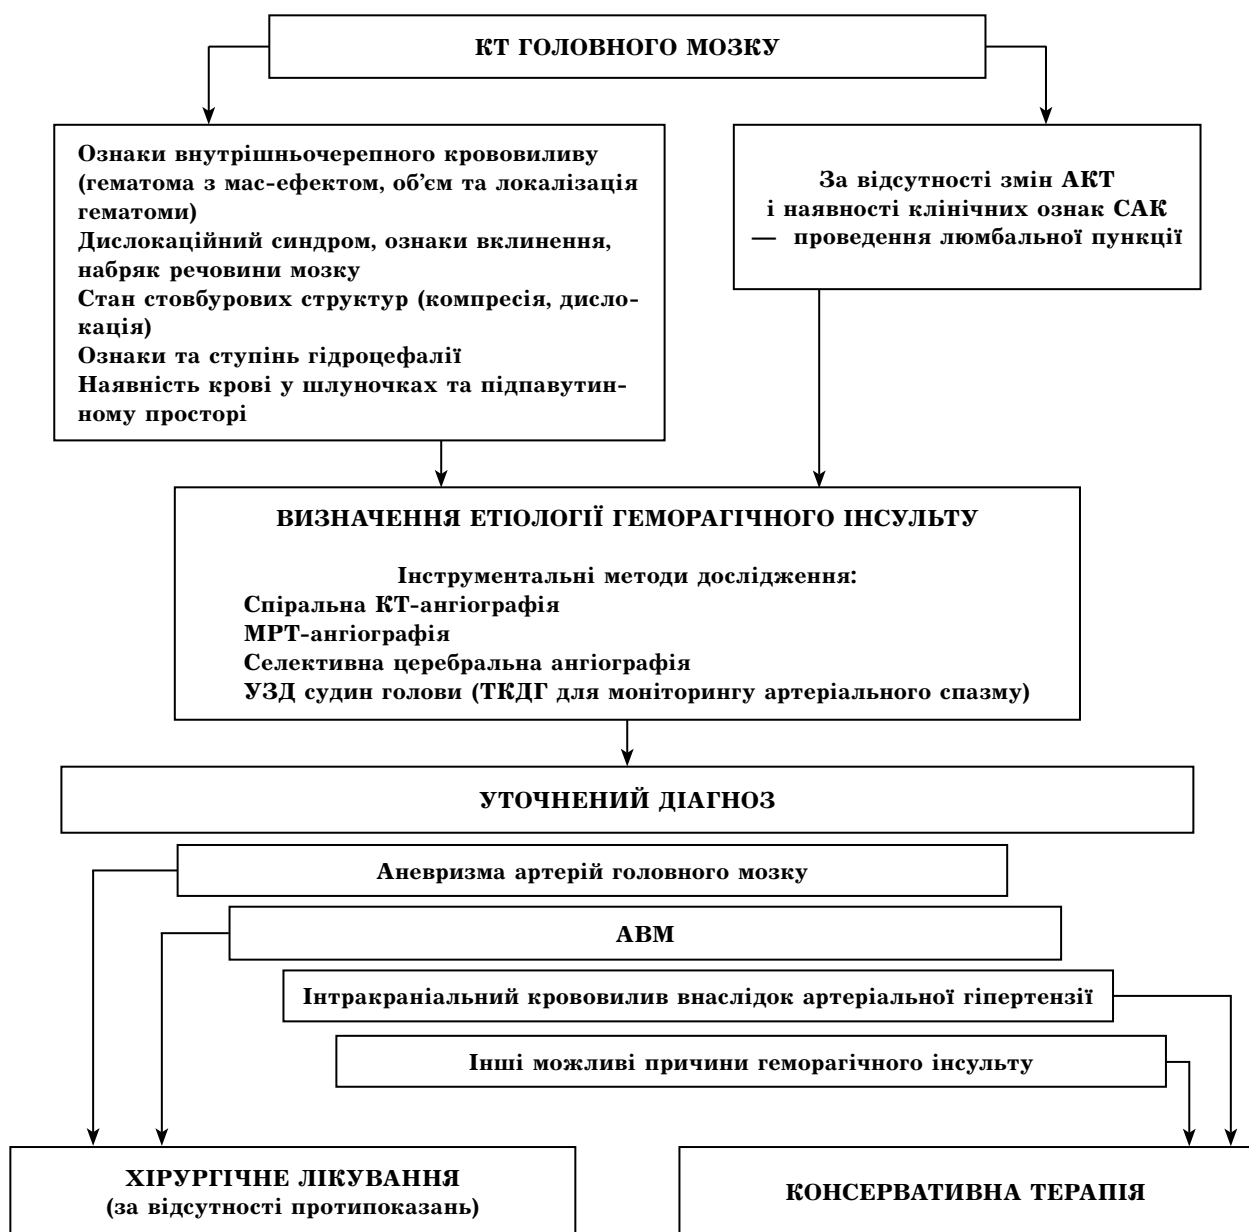 КТ ГОЛОВНОГО МОЗКУ
Ознаки внутрішньочерепного крововиливу
(гематома з мас-ефектом, об’єм та локалізація
гематоми)
Дислокаційний синдром, ознаки вклинення,
набряк речовини мозку
Стан стовбурових структур (компресія, дисло-
кація)
Ознаки та ступінь гідроцефалії
Наявність крові у шлуночках та підпавутин-
ному просторі
За відсутності змін АКТ
і наявності клінічних ознак САК
— проведення люмбальної пункції
ВИЗНАЧЕННЯ ЕТІОЛОГІЇ ГЕМОРАГІЧНОГО ІНСУЛЬТУ
Інструментальні методи дослідження:
Спіральна КТ-ангіографія
МРТ-ангіографія
Селективна церебральна ангіографія
УЗД судин голови (ТКДГ для моніторингу артеріального спазму)
УТОЧНЕНИЙ ДІАГНОЗ
Аневризма артерій головного мозку
АВМ
Інтракраніальний крововилив внаслідок артеріальної гіпертензії
Інші можливі причини геморагічного інсульту
ХІРУРГІЧНЕ ЛІКУВАННЯ
(за відсутності протипоказань)
КОНСЕРВАТИВНА ТЕРАПІЯ